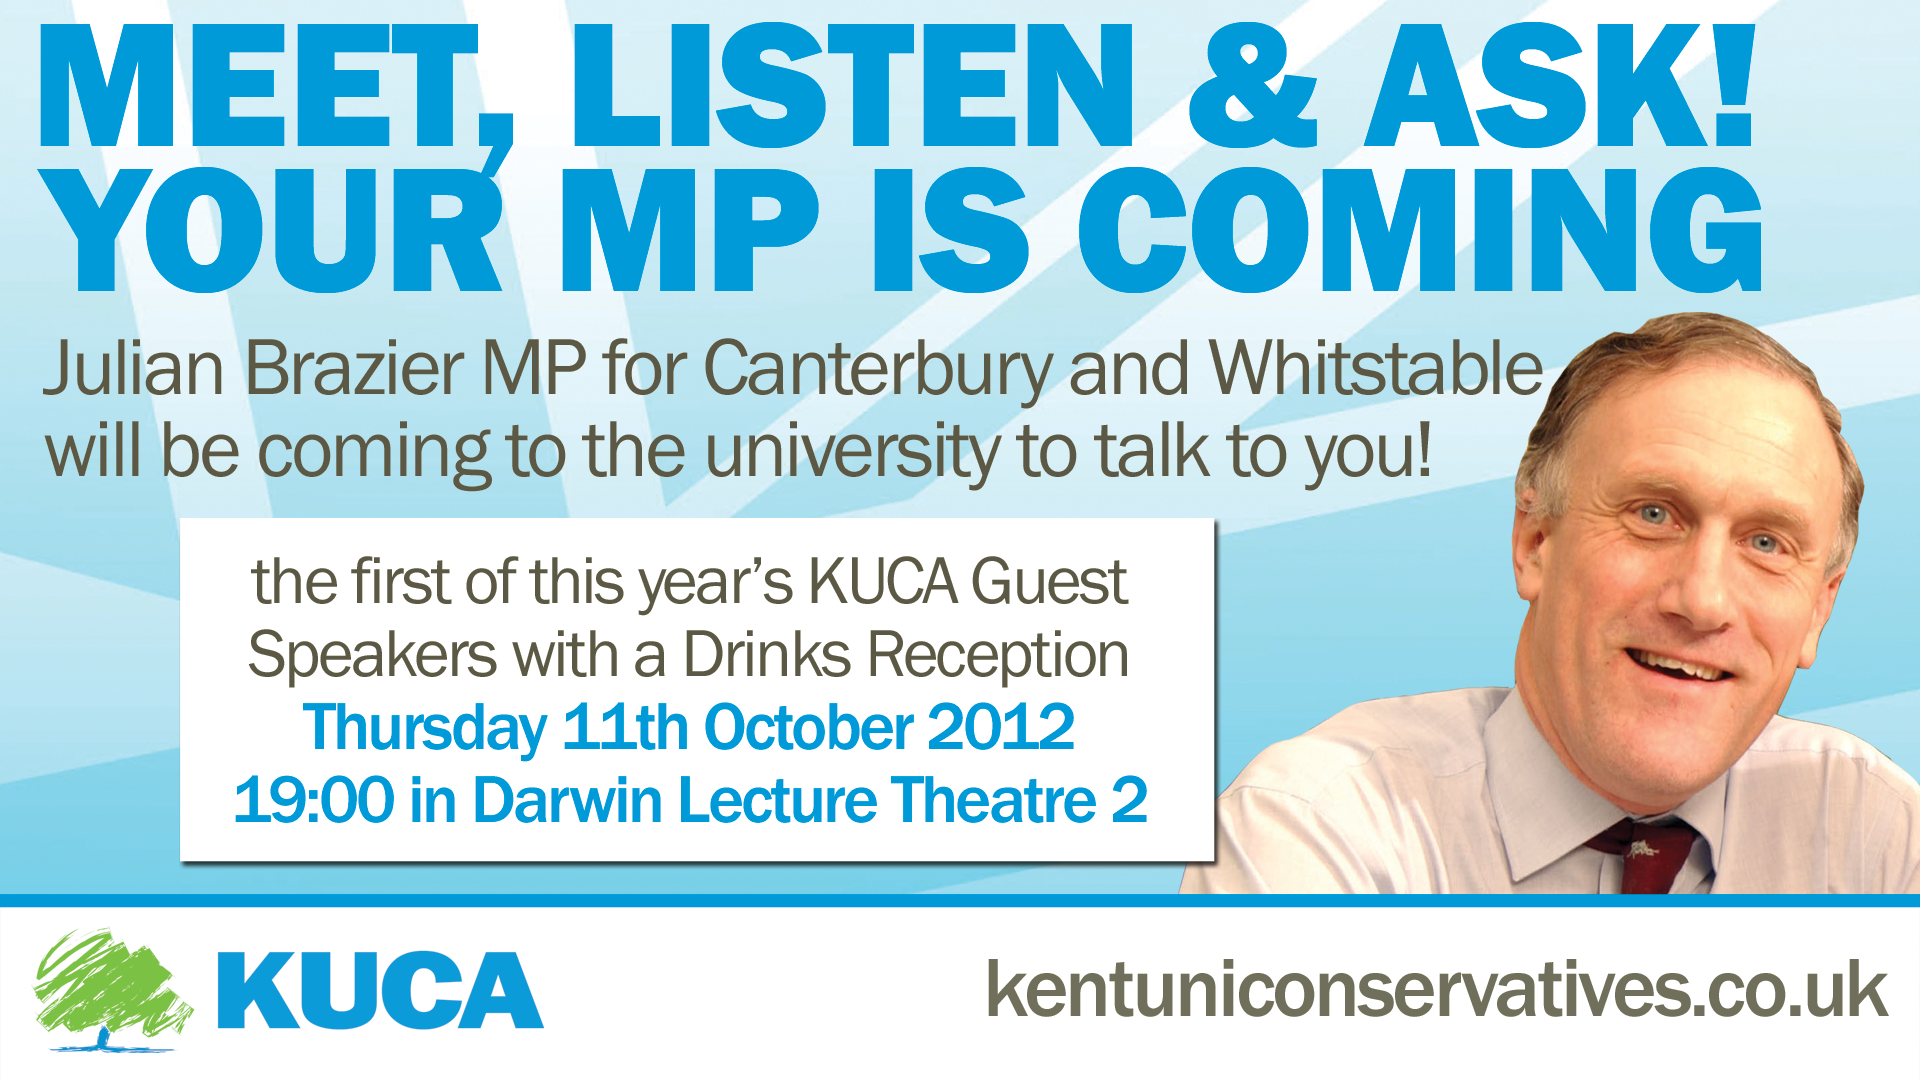 MEET, LISTEN & ASK!
YOUR MP IS COMING
Julian Brazier MP for Canterbury and Whitstable
will be coming to the university to talk to you!
the first of this year’s KUCA Guest
Speakers with a Drinks Reception
Thursday 11th October 2012
19:00 in Darwin Lecture Theatre 2
KUCA
kentuniconservatives.co.uk